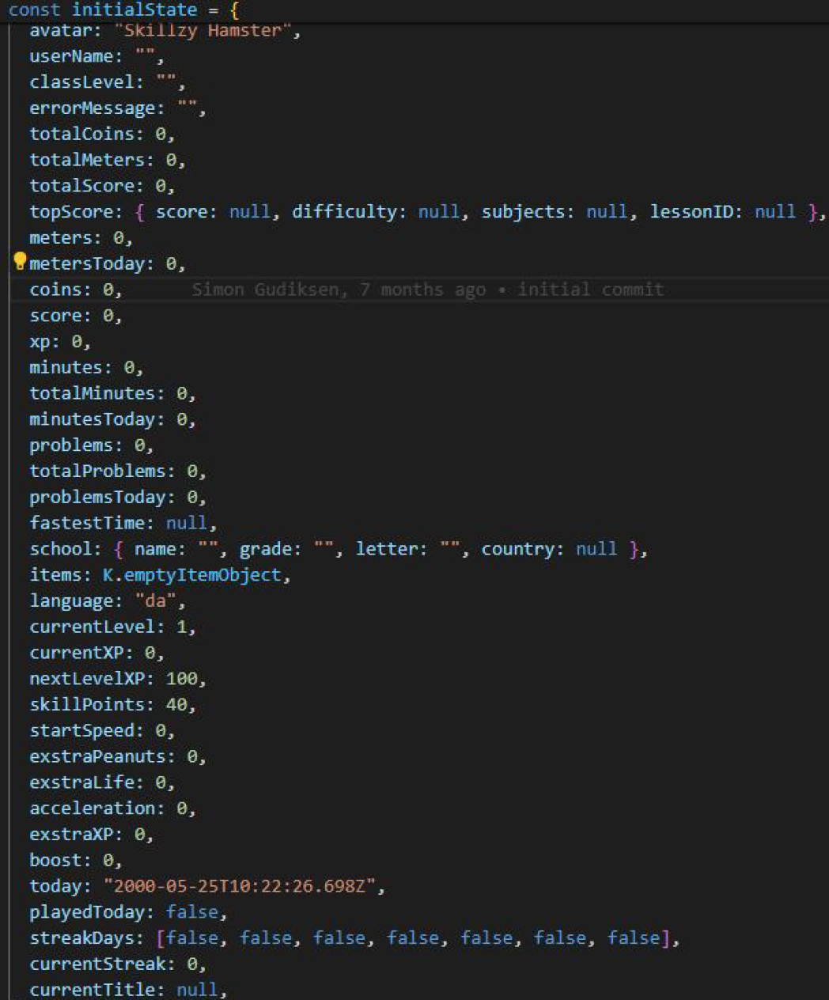 const initialState = {
avatar: "Skillzy Hamster",
userName: "",
classLevel: "",
errorMessage: "",
totalCoins: 0,
totalMeters: 0,
totalScore: 0,
topScore: { score: null, difficulty: null, subjects: null, lessonID: null },
meters: 0,
metersToday: 0,
coins: 0, Simon Gudiksen, 7 months ago • initial commit
score: 0,
xp: 0,
minutes: 0,
totalMinutes: 0,
minutesToday: 0,
problems: 0,
totalProblems: 0,
problemsToday: 0,
fastestTime: null,
school: { name: "", grade: "", letter: "", country: null },
items: K.emptyItemObject,
language: "da",
currentLevel: 1,
currentXP: 0,
nextLevelXP: 100,
skillPoints: 40,
startSpeed: 0,
exstraPeanuts: 0,
exstraLife: 0,
acceleration: 0,
exstraXP: 0,
boost: 0,
today: "2000-05-25T10:22:26.698Z",
playedToday: false,
streakDays: [false, false, false, false, false, false, false],
currentStreak: 0,
currentTitle: null,